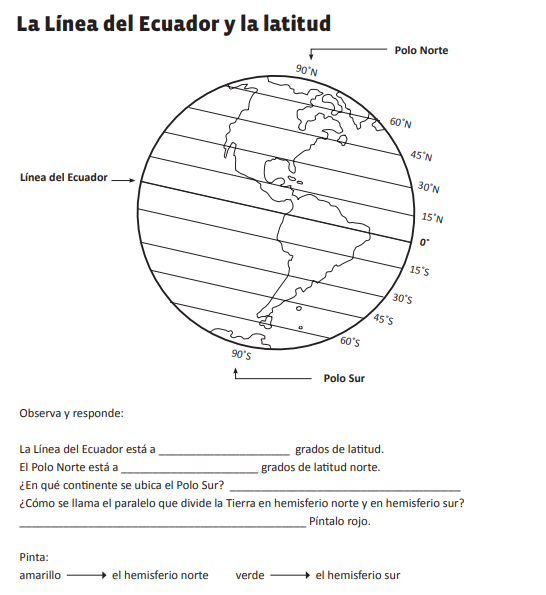 La Línea del Ecuador y la latitud
Polo Norte
90°N
60°N
45°N
30°N
Línea del Ecuador
15°N
0°
15°S
30°S
45°S
60°S
90°S
Polo Sur
Observa y responde:
La Línea del Ecuador está a ____________________ grados de latitud.
El Polo Norte está a ____________________ grados de latitud norte.
¿En qué continente se ubica el Polo Sur? ____________________
¿Cómo se llama el paralelo que divide la Tierra en hemisferio norte y en hemisferio sur?
____________________ Píntalo rojo.
Pinta:
amarillo → el hemisferio norte verde → el hemisferio sur